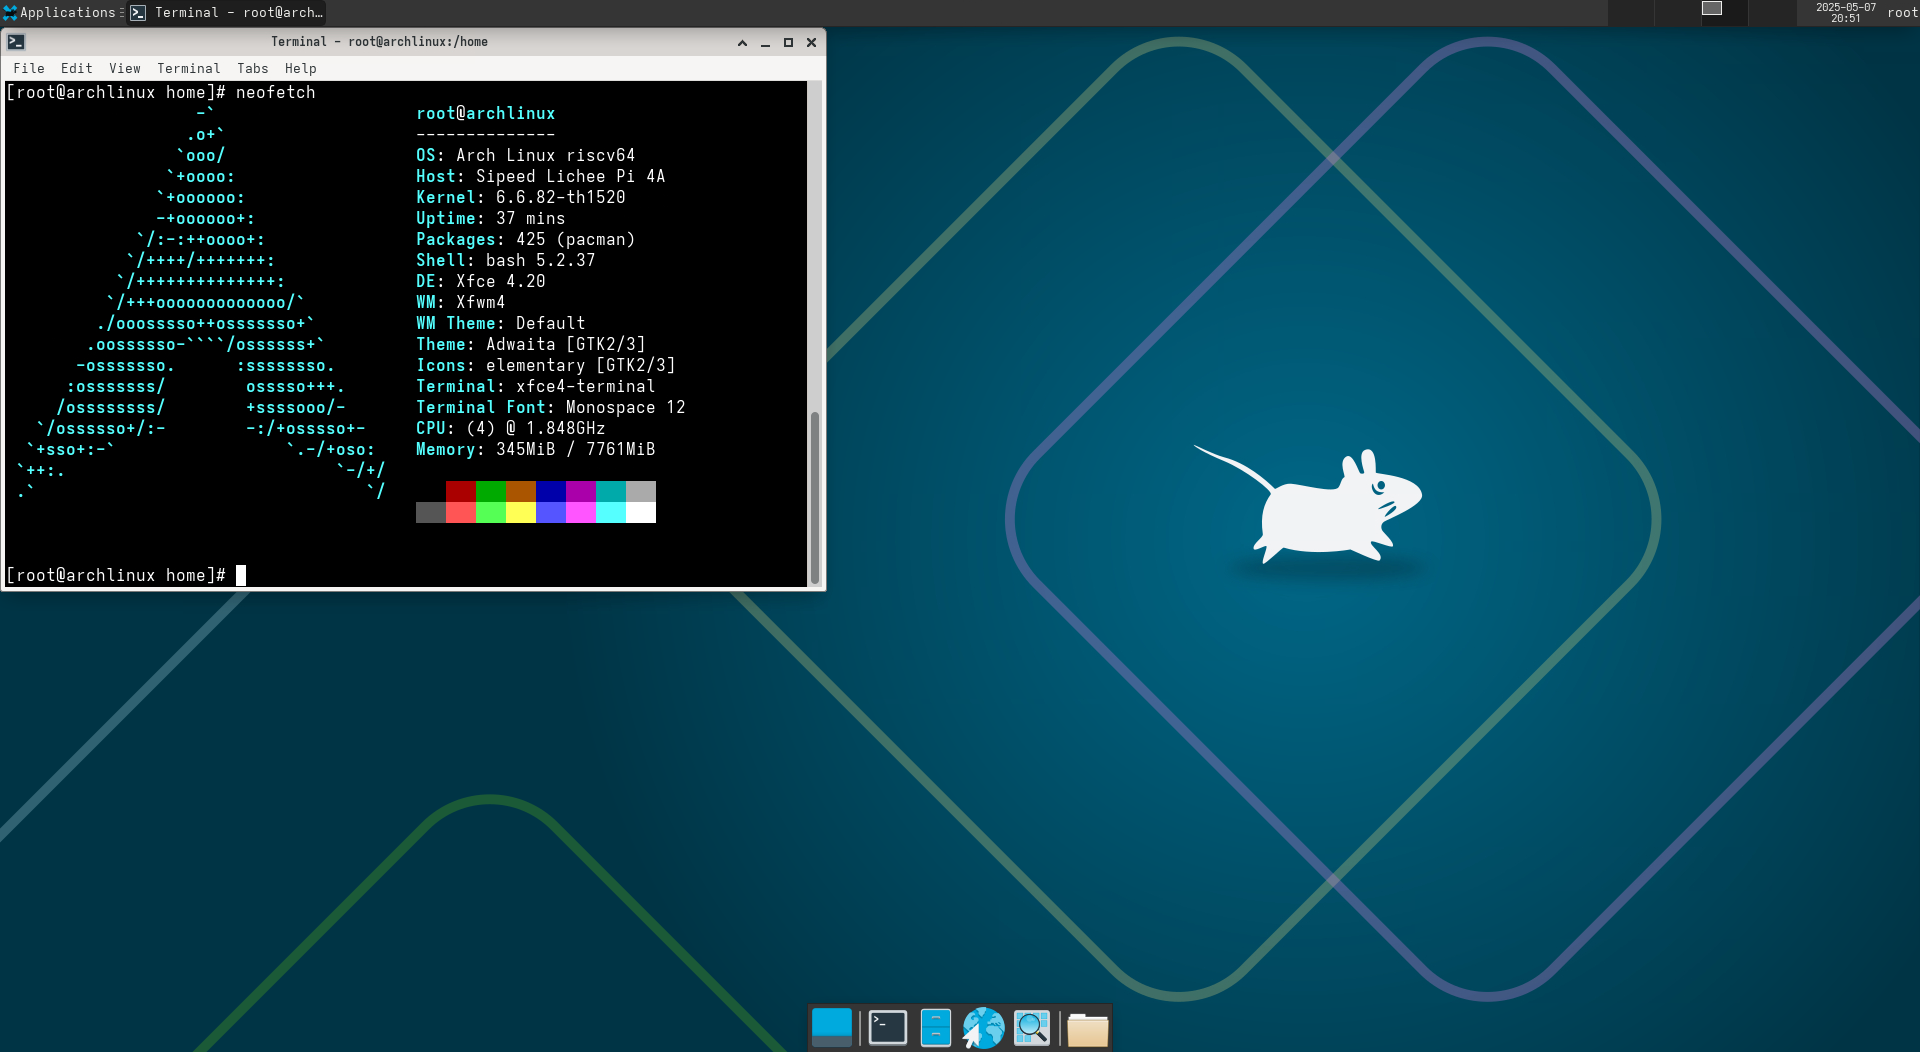 Applications
Terminal - root@arch…
2025-05-07
20:51
root
Terminal - root@archlinux:/home
File Edit View Terminal Tabs Help
[root@archlinux home]# neofetch
-`
.o+`
`ooo/
`+oooo:
`+oooooo:
-+oooooo+:
`/:-:++oooo+:
`/++++/+++++++:
`/++++++++++++++:
`/+++ooooooooooooo/`
./ooosssso++osssssso+`
.oossssso-````/ossssss+`
-osssssso.      :ssssssso.
:osssssss/        osssso+++.
/ossssssss/        +ssssooo/-
`/ossssso+/:-        -:/+osssso+-
`+sso+:-`                 `.-/+oso:
`++:.                           `-/+/
.`                                 `/
root@archlinux
--------------
OS: Arch Linux riscv64
Host: Sipeed Lichee Pi 4A
Kernel: 6.6.82-th1520
Uptime: 37 mins
Packages: 425 (pacman)
Shell: bash 5.2.37
DE: Xfce 4.20
WM: Xfwm4
WM Theme: Default
Theme: Adwaita [GTK2/3]
Icons: elementary [GTK2/3]
Terminal: xfce4-terminal
Terminal Font: Monospace 12
CPU: (4) @ 1.848GHz
Memory: 345MiB / 7761MiB
[root@archlinux home]#